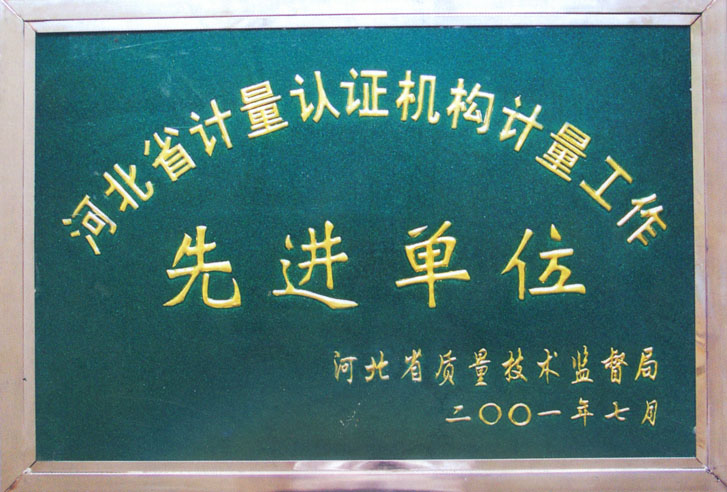 河北省计量认证机构计量工作
先进单位
河北省质量技术监督局
二〇〇一年七月